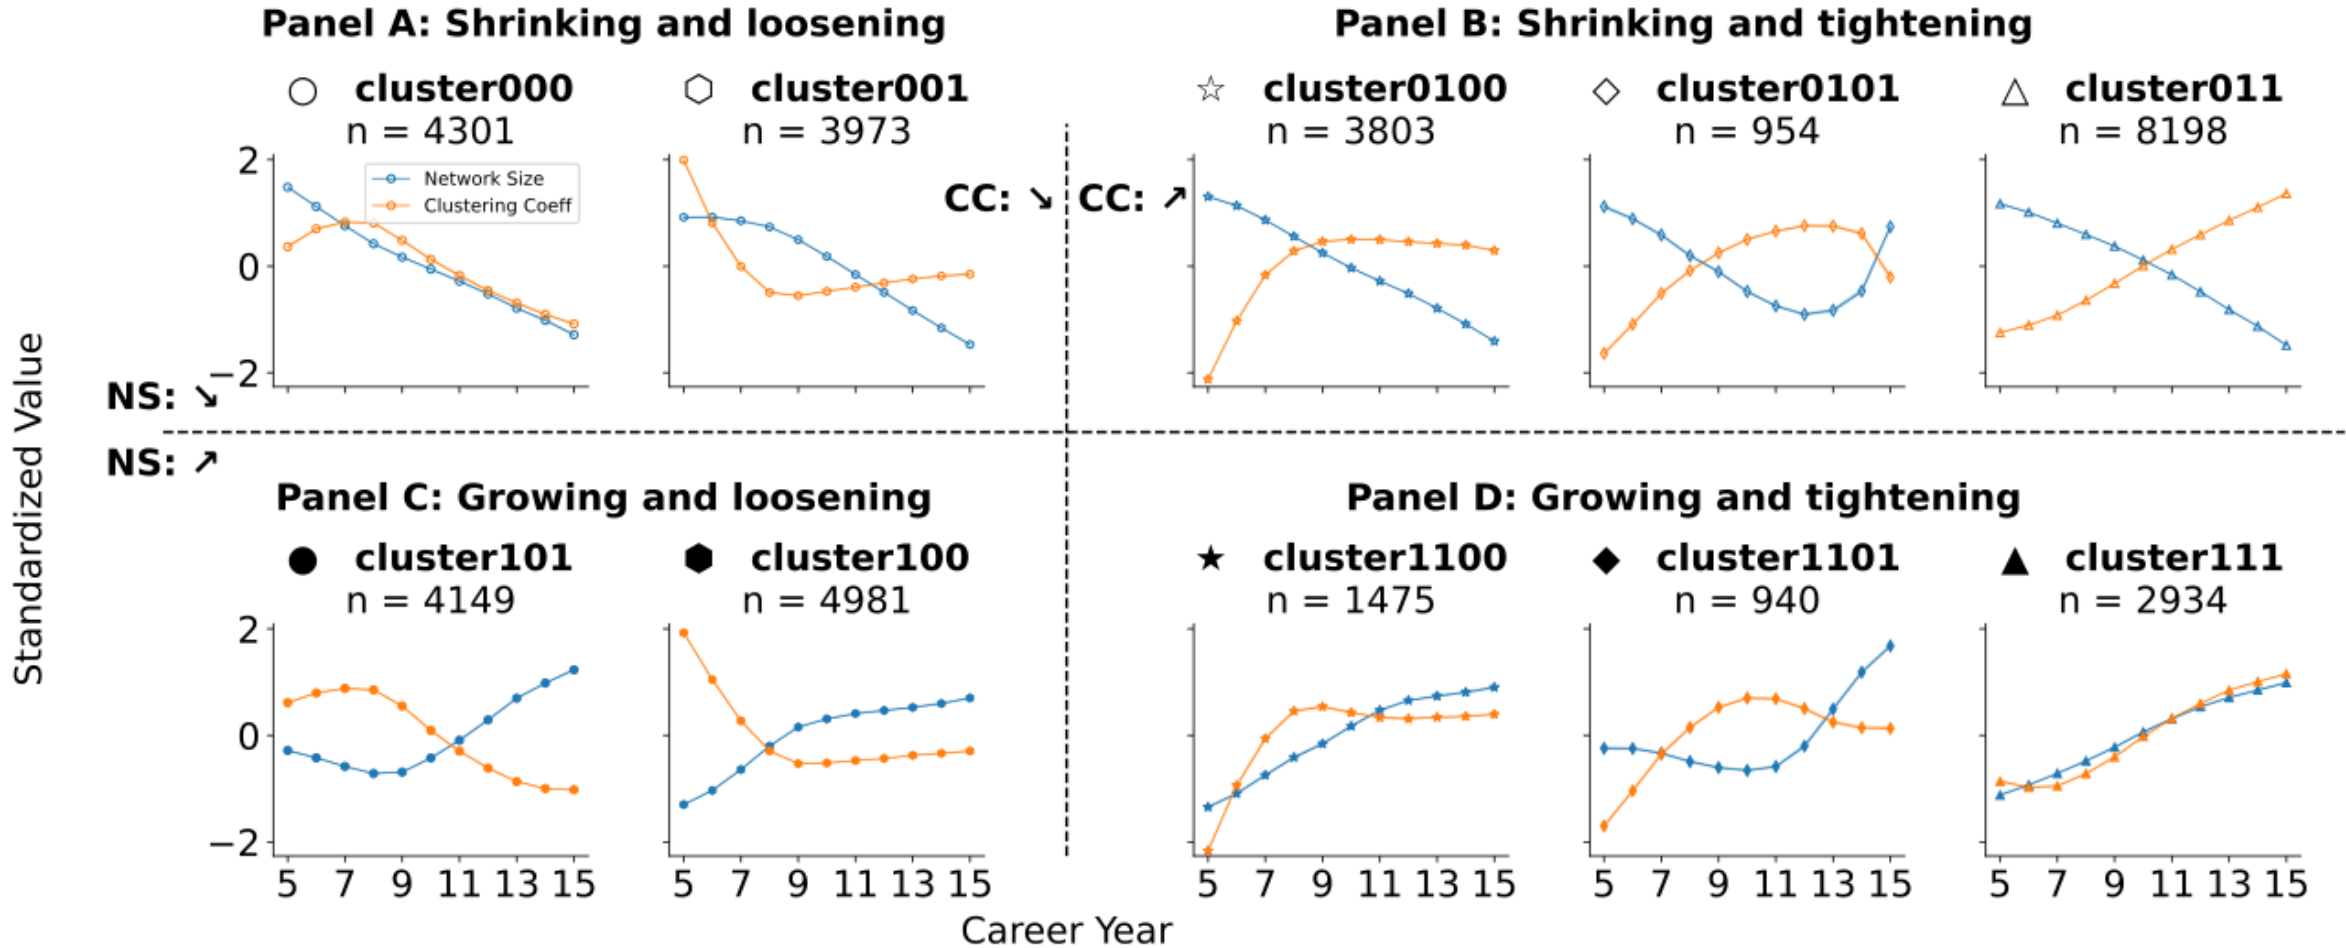 Panel A: Shrinking and loosening
Panel B: Shrinking and tightening
cluster000
n = 4301
cluster001
n = 3973
cluster0100
n = 3803
cluster0101
n = 954
cluster011
n = 8198
Network Size
Clustering Coeff
2
0
−2
CC: ↘
CC: ↗
NS: ↘
NS: ↗
Standardized Value
Panel C: Growing and loosening
Panel D: Growing and tightening
cluster101
n = 4149
cluster100
n = 4981
cluster1100
n = 1475
cluster1101
n = 940
cluster111
n = 2934
2
0
−2
5 7 9 11 13 15
5 7 9 11 13 15
5 7 9 11 13 15
5 7 9 11 13 15
5 7 9 11 13 15
Career Year